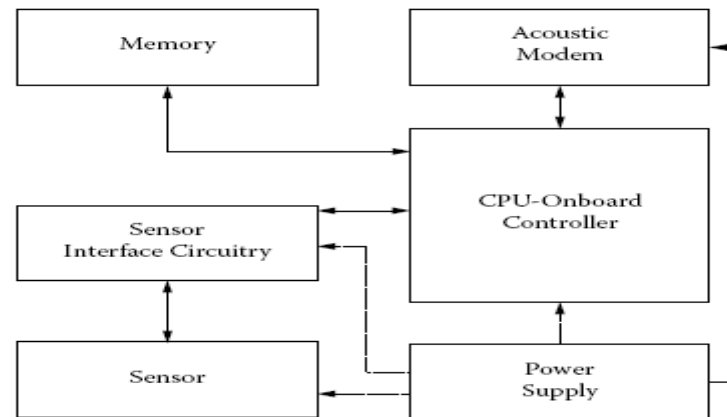 Memory
Acoustic
Modem
CPU-Onboard
Controller
Sensor
Interface Circuitry
Sensor
Power
Supply